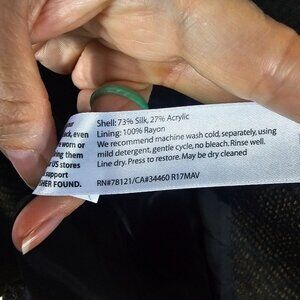 Shell: 73% Silk, 27% Acrylic
Lining: 100% Rayon
We recommend machine wash cold, separately, using
mild detergent, gentle cycle, no bleach. Rinse well.
Line dry. Press to restore. May be dry cleaned
RN#78121/CA#34460 R17MAV
even
worn or
them
US stores
support
HER FOUND.